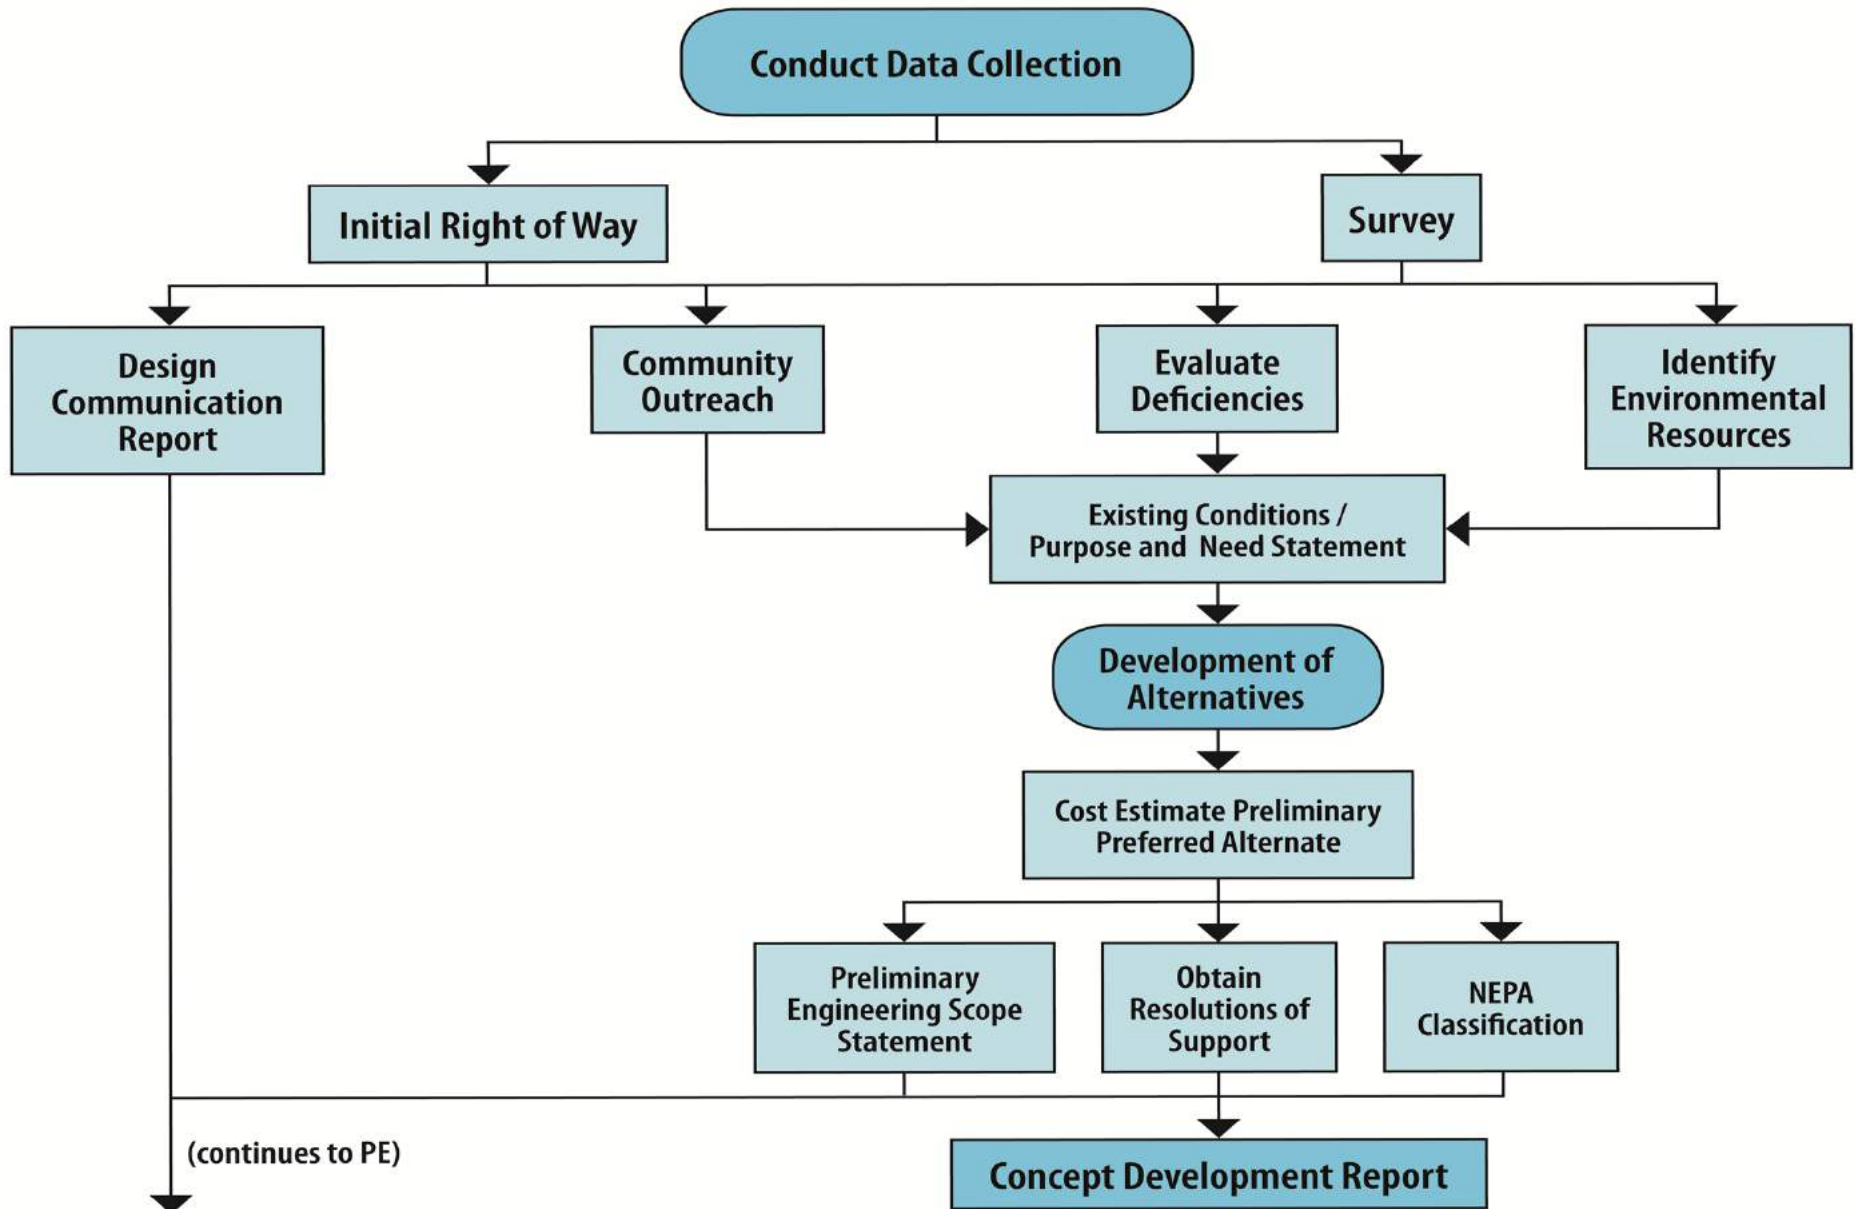 Conduct Data Collection
Initial Right of Way
Survey
Design
Communication
Report
Community
Outreach
Evaluate
Deficiencies
Identify
Environmental
Resources
Existing Conditions /
Purpose and Need Statement
Development of
Alternatives
Cost Estimate Preliminary
Preferred Alternate
Preliminary
Engineering Scope
Statement
Obtain
Resolutions of
Support
NEPA
Classification
(continues to PE)
Concept Development Report